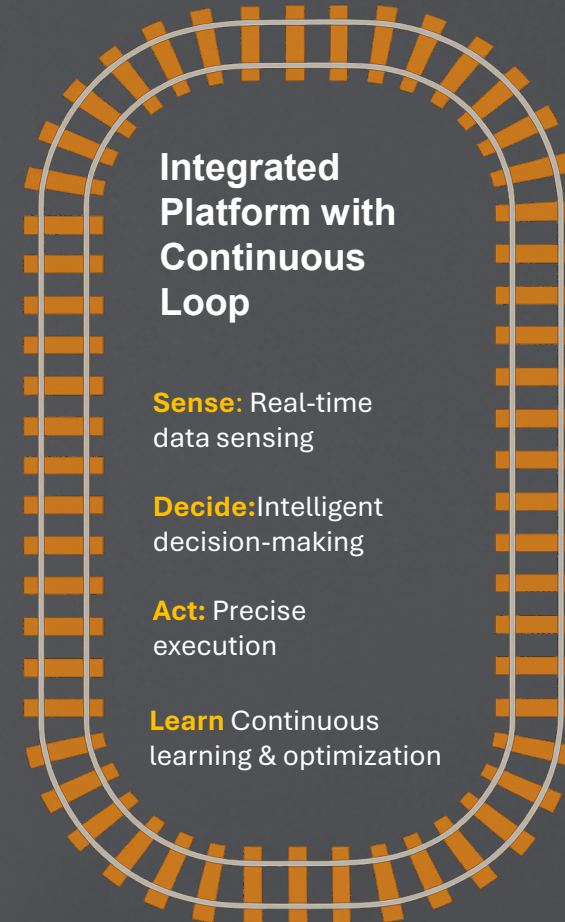 Integrated
Platform with
Continuous
Loop
Sense: Real-time
data sensing
Decide:Intelligent
decision-making
Act: Precise
execution
Learn Continuous
learning & optimization